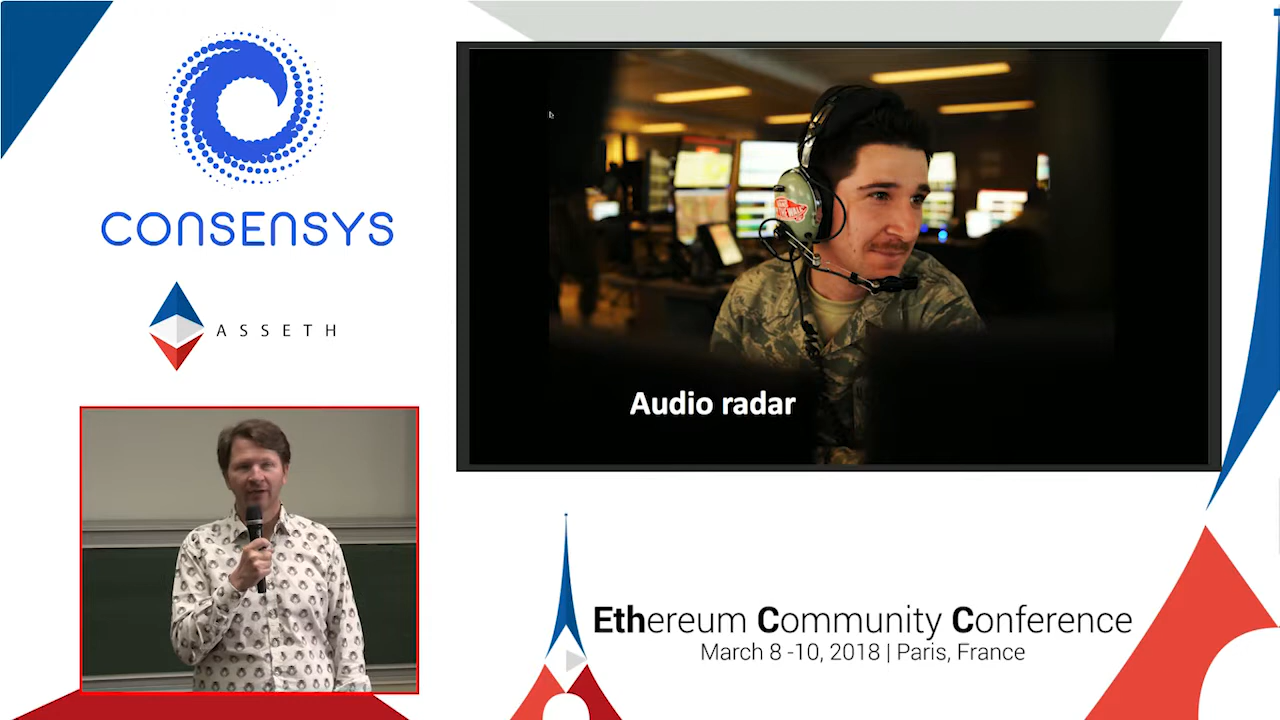 CONSENSYS
ASSETH
Audio radar
Ethereum Community Conference
March 8 -10, 2018 | Paris, France